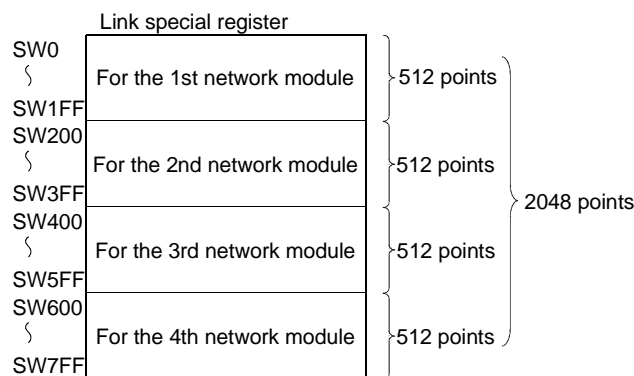 Link special register
SW0
For the 1st network module
512 points
SW1FF
SW200
For the 2nd network module
512 points
SW3FF
2048 points
SW400
For the 3rd network module
512 points
SW5FF
SW600
For the 4th network module
512 points
SW7FF